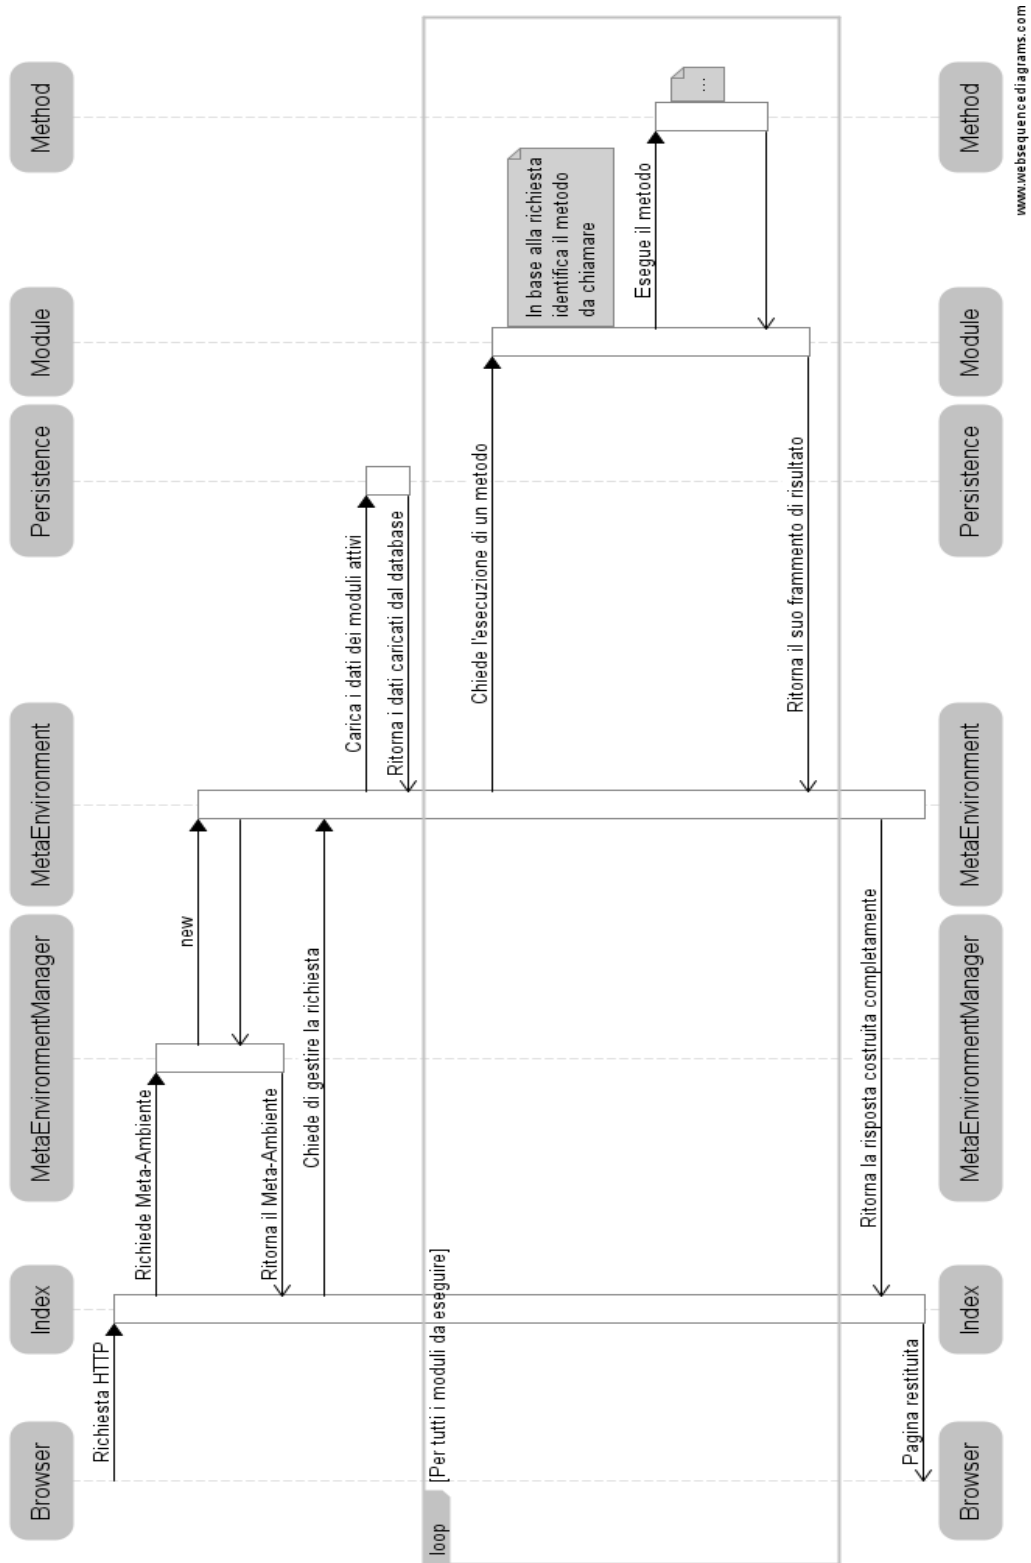 Browser
Index
MetaEnvironmentManager
MetaEnvironment
Persistence
Module
Method
Richiesta HTTP
Richiede Meta-Ambiente
new
Ritorna il Meta-Ambiente
Chiede di gestire la richiesta
Carica i dati dei moduli attivi
Ritorna i dati caricati dal database
loop
[Per tutti i moduli da eseguire]
Chiede l'esecuzione di un metodo
In base alla richiesta
identifica il metodo
da chiamare
Esegue il metodo
...
Ritorna il suo frammento di risultato
Ritorna la risposta costruita completamente
Pagina restituita
Browser
Index
MetaEnvironmentManager
MetaEnvironment
Persistence
Module
Method
www.websequencediagrams.com